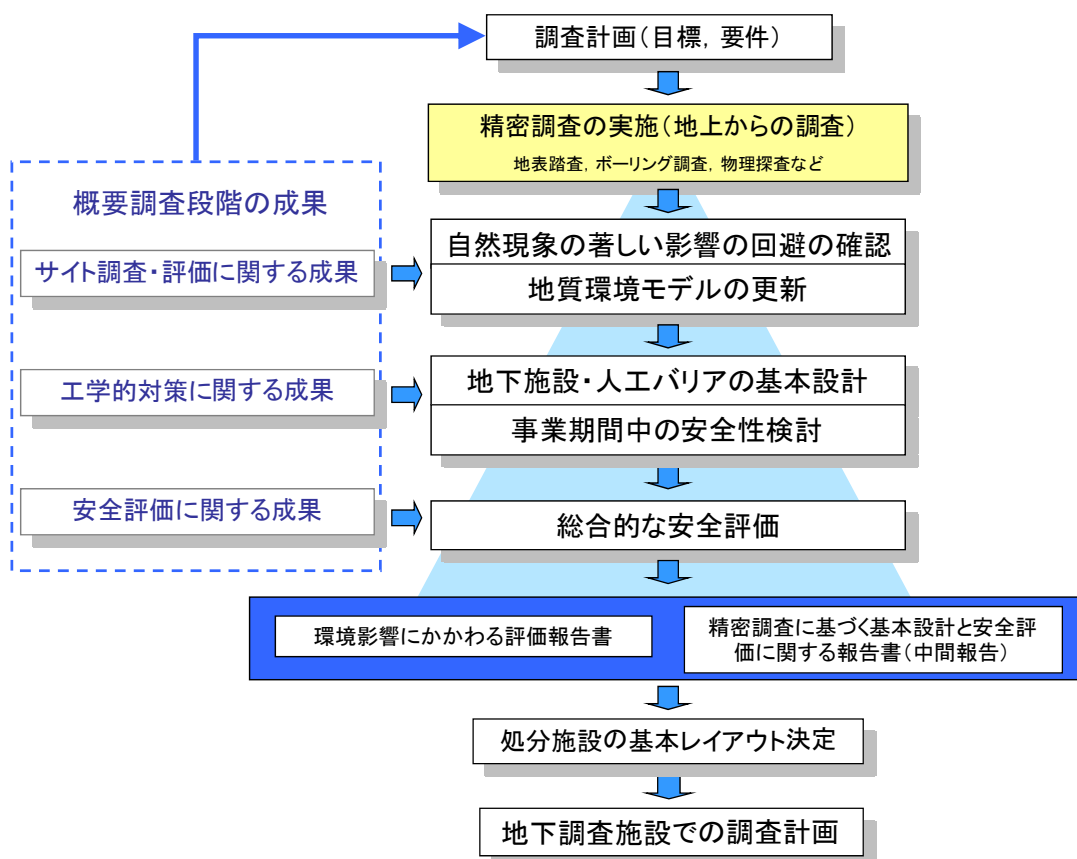 調査計画(目標，要件)
精密調査の実施(地上からの調査)
地表踏査，ボーリング調査，物理探査など
概要調査段階の成果
サイト調査・評価に関する成果
自然現象の著しい影響の回避の確認
地質環境モデルの更新
工学的対策に関する成果
地下施設・人工バリアの基本設計
事業期間中の安全性検討
安全評価に関する成果
総合的な安全評価
環境影響にかかわる評価報告書
精密調査に基づく基本設計と安全評
価に関する報告書(中間報告)
処分施設の基本レイアウト決定
地下調査施設での調査計画